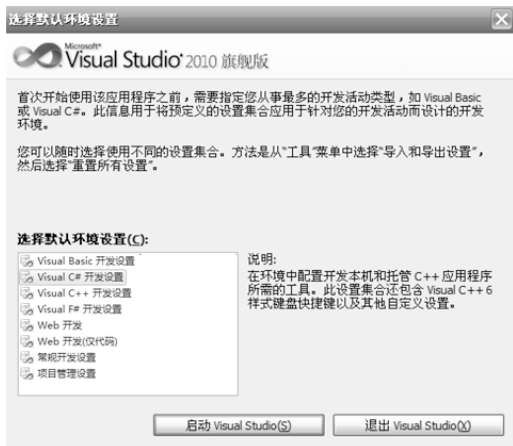 选择默认环境设置
Microsoft®
Visual Studio® 2010 旗舰版
首次开始使用该应用程序之前，需要指定您从事最多的开发活动类型，如 Visual Basic
或 Visual C#。此信息用于将预定义的设置集合应用于针对您的开发活动而设计的开发
环境。
您可以随时选择使用不同的设置集合。方法是从“工具”菜单中选择“导入和导出设置”，
然后选择“重置所有设置”。
选择默认环境设置(C):
Visual Basic 开发设置
Visual C# 开发设置
Visual C++ 开发设置
Visual F# 开发设置
Web 开发
Web 开发(仅代码)
常规开发设置
项目管理设置
说明:
在环境中配置开发本机和托管 C++ 应用程序
所需的工具。此设置集合还包含 Visual C++ 6
样式键盘快捷键以及其他自定义设置。
启动 Visual Studio(S)
退出 Visual Studio(X)